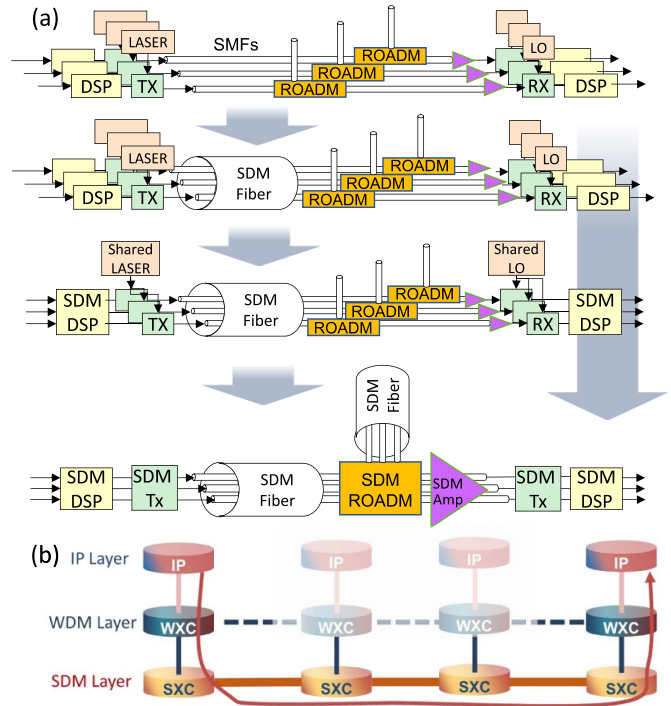 (a)
LASER
SMFs
LO
DSP
TX
ROADM
ROADM
ROADM
RX
DSP
LASER
LO
DSP
TX
SDM
Fiber
ROADM
ROADM
ROADM
RX
DSP
Shared
LASER
Shared
LO
SDM
DSP
TX
SDM
Fiber
ROADM
ROADM
ROADM
RX
SDM
DSP
SDM
Fiber
SDM
DSP
SDM
Tx
SDM
Fiber
SDM
ROADM
SDM
Amp
SDM
Tx
SDM
DSP
(b)
IP Layer
IP
IP
IP
IP
WDM Layer
WXC
WXC
WXC
WXC
SDM Layer
SXC
SXC
SXC
SXC